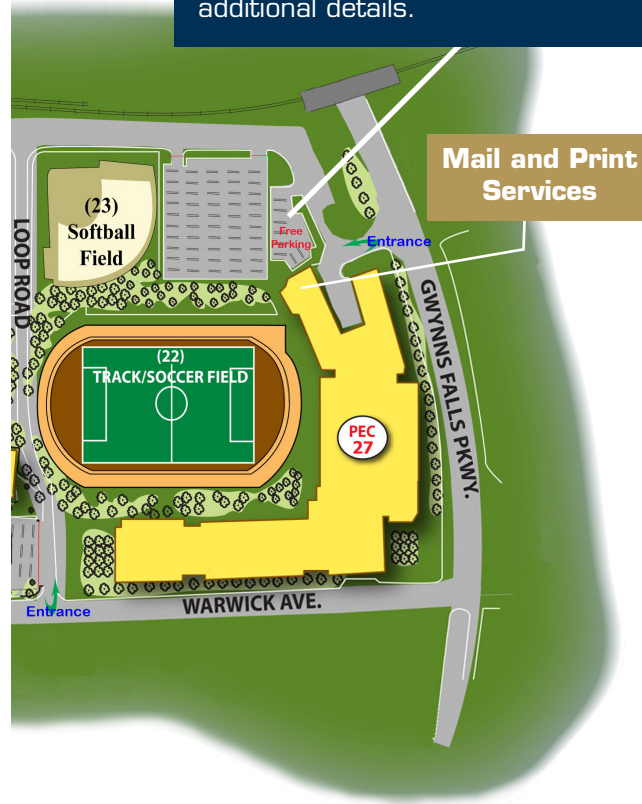 additional details.
Mail and Print
Services
(23)
Softball
Field
Free
Parking
Entrance
LOOP ROAD
GWYNNS FALLS PKWY.
(22)
TRACK/SOCCER FIELD
PEC
27
Entrance
WARWICK AVE.